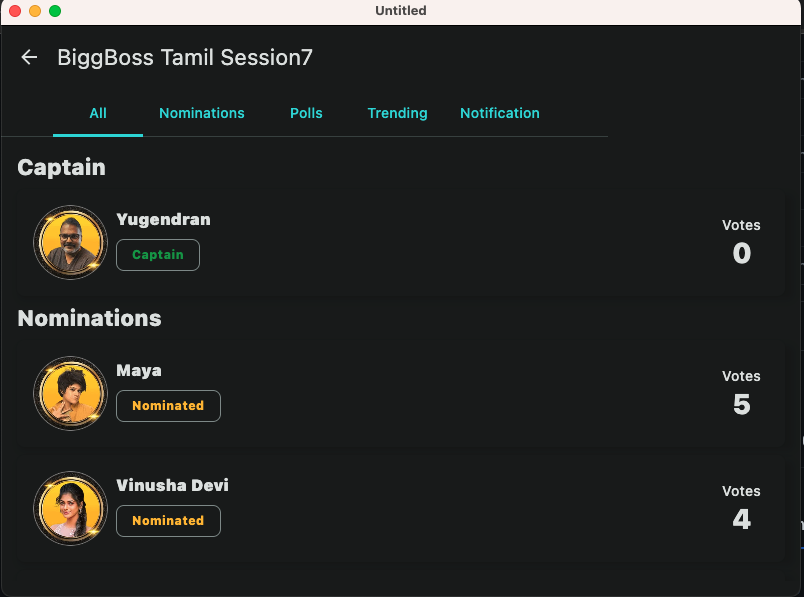 Untitled
BiggBoss Tamil Session7
All Nominations Polls Trending Notification
Captain
Yugendran
Captain
Votes
0
Nominations
Maya
Nominated
Votes
5
Vinusha Devi
Nominated
Votes
4